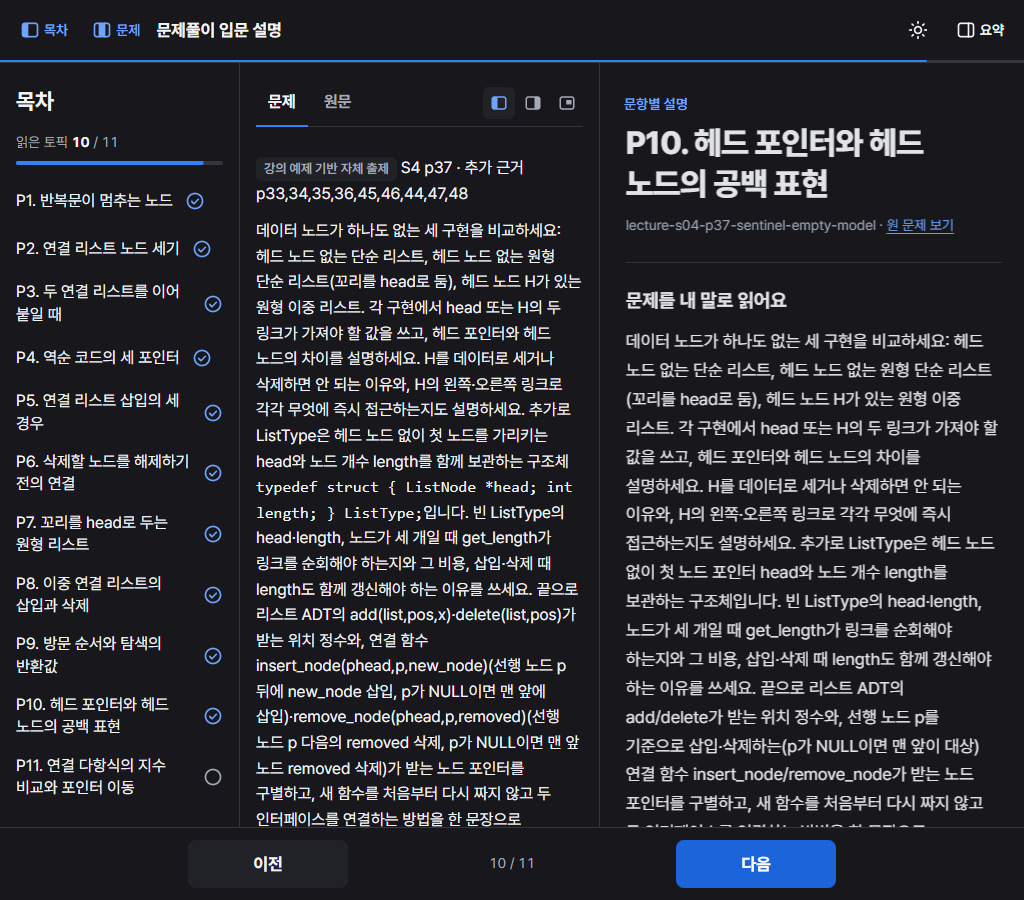 목차
문제
문제풀이 입문 설명
요약
목차
읽은 토픽 10 / 11
P1. 반복문이 멈추는 노드
P2. 연결 리스트 노드 세기
P3. 두 연결 리스트를 이어
붙일 때
P4. 역순 코드의 세 포인터
P5. 연결 리스트 삽입의 세
경우
P6. 삭제할 노드를 해제하기
전의 연결
P7. 꼬리를 head로 두는
원형 리스트
P8. 이중 연결 리스트의
삽입과 삭제
P9. 방문 순서와 탐색의
반환값
P10. 헤드 포인터와 헤드
노드의 공백 표현
P11. 연결 다항식의 지수
비교와 포인터 이동
문제
원문
강의 예제 기반 자체 출제 S4 p37 · 추가 근거
p33,34,35,36,45,46,44,47,48
데이터 노드가 하나도 없는 세 구현을 비교하세요:
헤드 노드 없는 단순 리스트, 헤드 노드 없는 원형
단순 리스트(꼬리를 head로 둠), 헤드 노드 H가 있는
원형 이중 리스트. 각 구현에서 head 또는 H의 두
링크가 가져야 할 값을 쓰고, 헤드 포인터와 헤드
노드의 차이를 설명하세요. H를 데이터로 세거나
삭제하면 안 되는 이유와, H의 왼쪽·오른쪽 링크로
각각 무엇에 즉시 접근하는지도 설명하세요. 추가로
ListType은 헤드 노드 없이 첫 노드를 가리키는
head와 노드 개수 length를 함께 보관하는 구조체
typedef struct { ListNode *head; int
length; } ListType;입니다. 빈 ListType의
head·length, 노드가 세 개일 때 get_length가
링크를 순회해야 하는지와 그 비용, 삽입·삭제 때
length도 함께 갱신해야 하는 이유를 쓰세요. 끝으로
리스트 ADT의 add(list,pos,x)·delete(list,pos)가
받는 위치 정수와, 연결 함수
insert_node(phead,p,new_node)(선행 노드 p
뒤에 new_node 삽입, p가 NULL이면 맨 앞에
삽입)·remove_node(phead,p,removed)(선행
노드 p 다음의 removed 삭제, p가 NULL이면 맨 앞
노드 removed 삭제)가 받는 노드 포인터를
구별하고, 새 함수를 처음부터 다시 짜지 않고 두
인터페이스를 연결하는 방법을 한 문장으로
문항별 설명
P10. 헤드 포인터와 헤드
노드의 공백 표현
lecture-s04-p37-sentinel-empty-model · 원 문제 보기
문제를 내 말로 읽어요
데이터 노드가 하나도 없는 세 구현을 비교하세요: 헤드
노드 없는 단순 리스트, 헤드 노드 없는 원형 단순 리스트
(꼬리를 head로 둠), 헤드 노드 H가 있는 원형 이중
리스트. 각 구현에서 head 또는 H의 두 링크가 가져야 할
값을 쓰고, 헤드 포인터와 헤드 노드의 차이를
설명하세요. H를 데이터로 세거나 삭제하면 안 되는
이유와, H의 왼쪽·오른쪽 링크로 각각 무엇에 즉시
접근하는지도 설명하세요. 추가로 ListType은 헤드 노드
없이 첫 노드 포인터 head와 노드 개수 length를
보관하는 구조체입니다. 빈 ListType의 head·length,
노드가 세 개일 때 get_length가 링크를 순회해야
하는지와 그 비용, 삽입·삭제 때 length도 함께 갱신해야
하는 이유를 쓰세요. 끝으로 리스트 ADT의
add/delete가 받는 위치 정수와, 선행 노드 p를
기준으로 삽입·삭제하는(p가 NULL이면 맨 앞이 대상)
연결 함수 insert_node/remove_node가 받는 노드
포인터를 구별하고, 새 함수를 처음부터 다시 짜지 않고
이전
10 / 11
다음